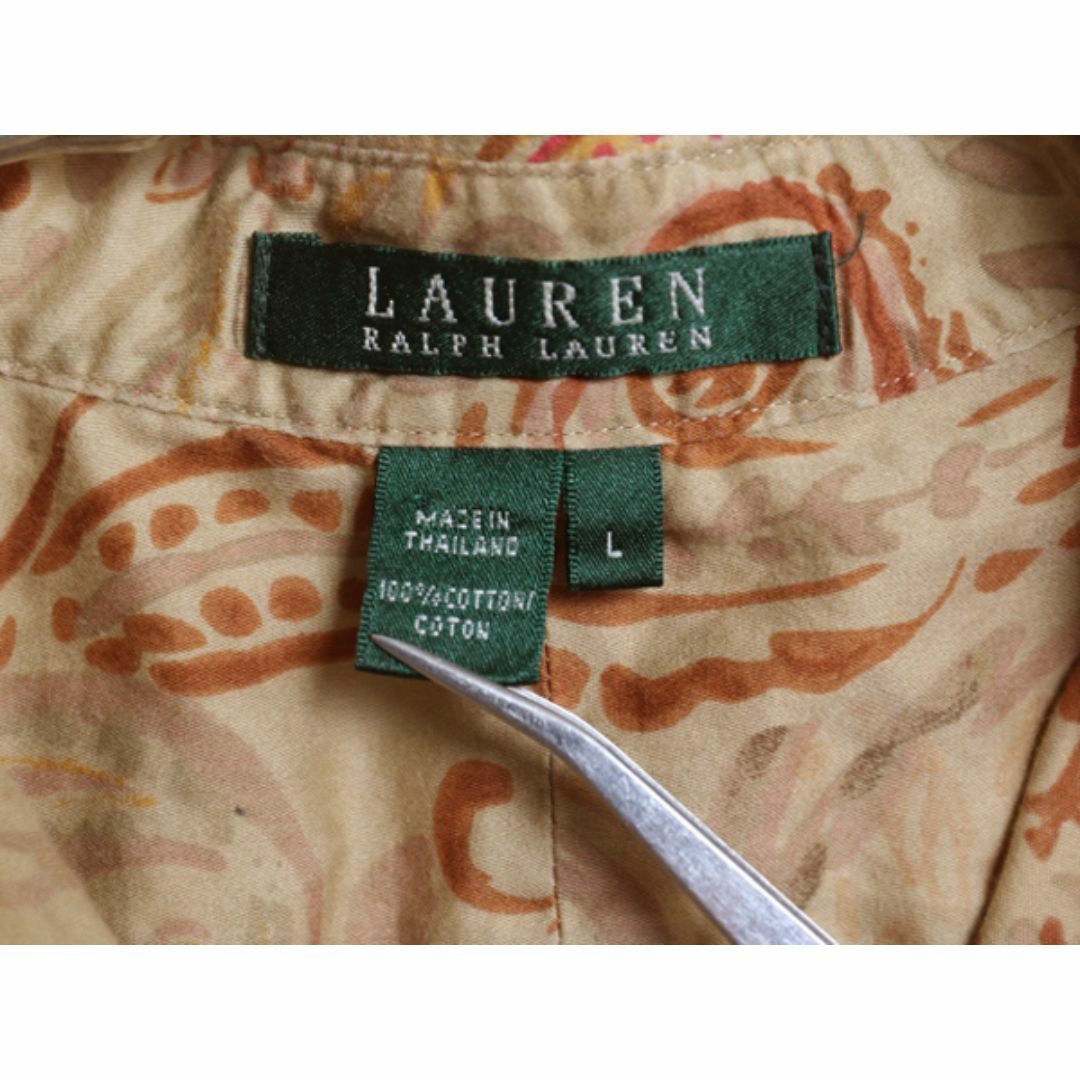 LAUREN
RALPH LAUREN
MADE IN
THAILAND
100% COTTON/
COTON
L